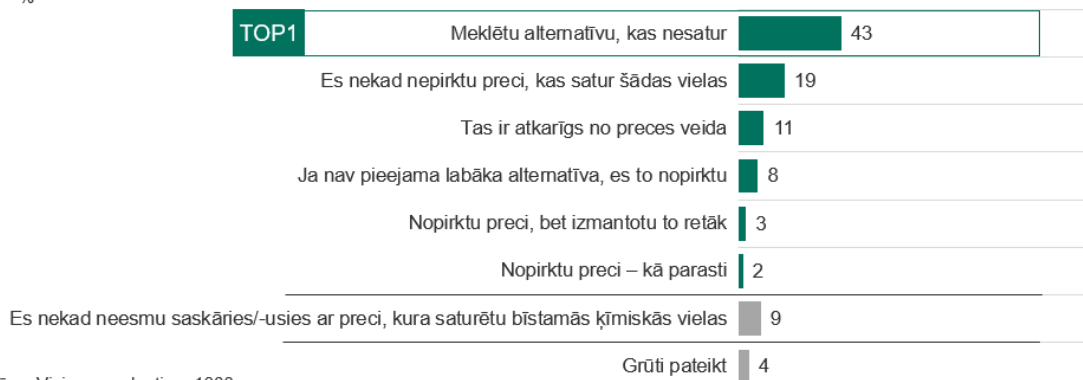 %
TOP1 Meklētu alternatīvu, kas nesatur 43
Es nekad nepirktu preci, kas satur šādas vielas 19
Tas ir atkarīgs no preces veida 11
Ja nav pieejama labāka alternatīva, es to nopirktu 8
Nopirktu preci, bet izmantotu to retāk 3
Nopirktu preci – kā parasti 2
Es nekad neesmu saskāries/-usies ar preci, kura saturētu bīstamās ķīmiskās vielas 9
Grūti pateikt 4